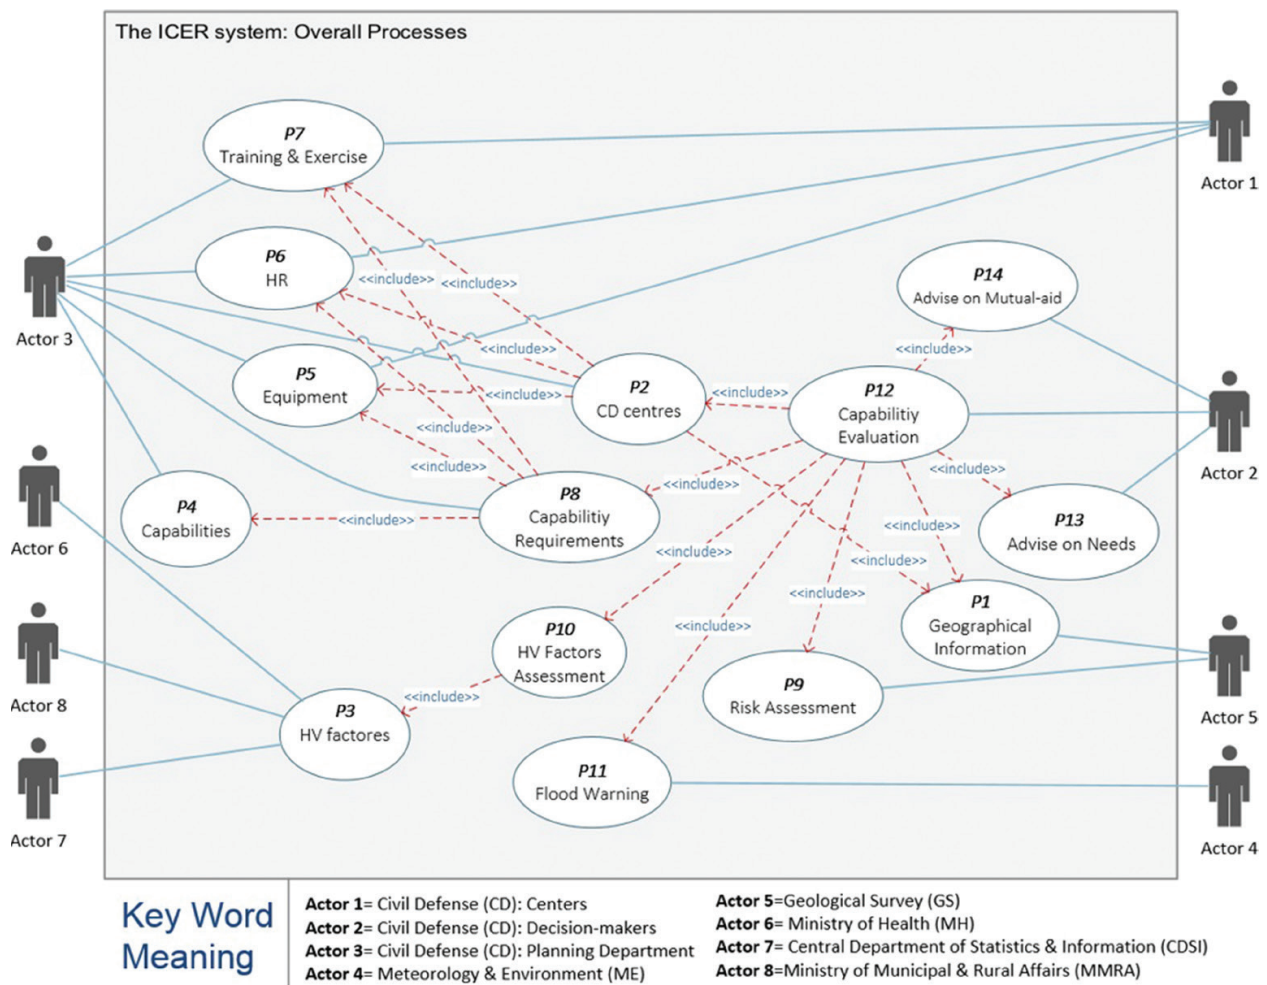 The ICER system: Overall Processes
P7
Training & Exercise
Actor 1
P6
HR
<<include>>
<<include>>
P14
Advise on Mutual-aid
Actor 3
<<include>>
<<include>>
P5
Equipment
P2
CD centres
<<include>>
<<include>>
P12
Capabilitiy
Evaluation
<<include>>
<<include>>
<<include>>
<<include>>
Actor 2
P4
Capabilities
<<include>>
P8
Capabilitiy
Requirements
P13
Advise on Needs
<<include>>
Actor 6
<<include>>
<<include>>
<<include>>
P1
Geographical
Information
<<include>>
P10
HV Factors
Assessment
P9
Risk Assessment
<<include>>
Actor 8
P3
HV factores
Actor 5
P11
Flood Warning
Actor 7
Actor 4
Key Word
Meaning
Actor 1= Civil Defense (CD): Centers
Actor 2= Civil Defense (CD): Decision-makers
Actor 3= Civil Defense (CD): Planning Department
Actor 4= Meteorology & Environment (ME)
Actor 5=Geological Survey (GS)
Actor 6= Ministry of Health (MH)
Actor 7= Central Department of Statistics & Information (CDSI)
Actor 8=Ministry of Municipal & Rural Affairs (MMRA)